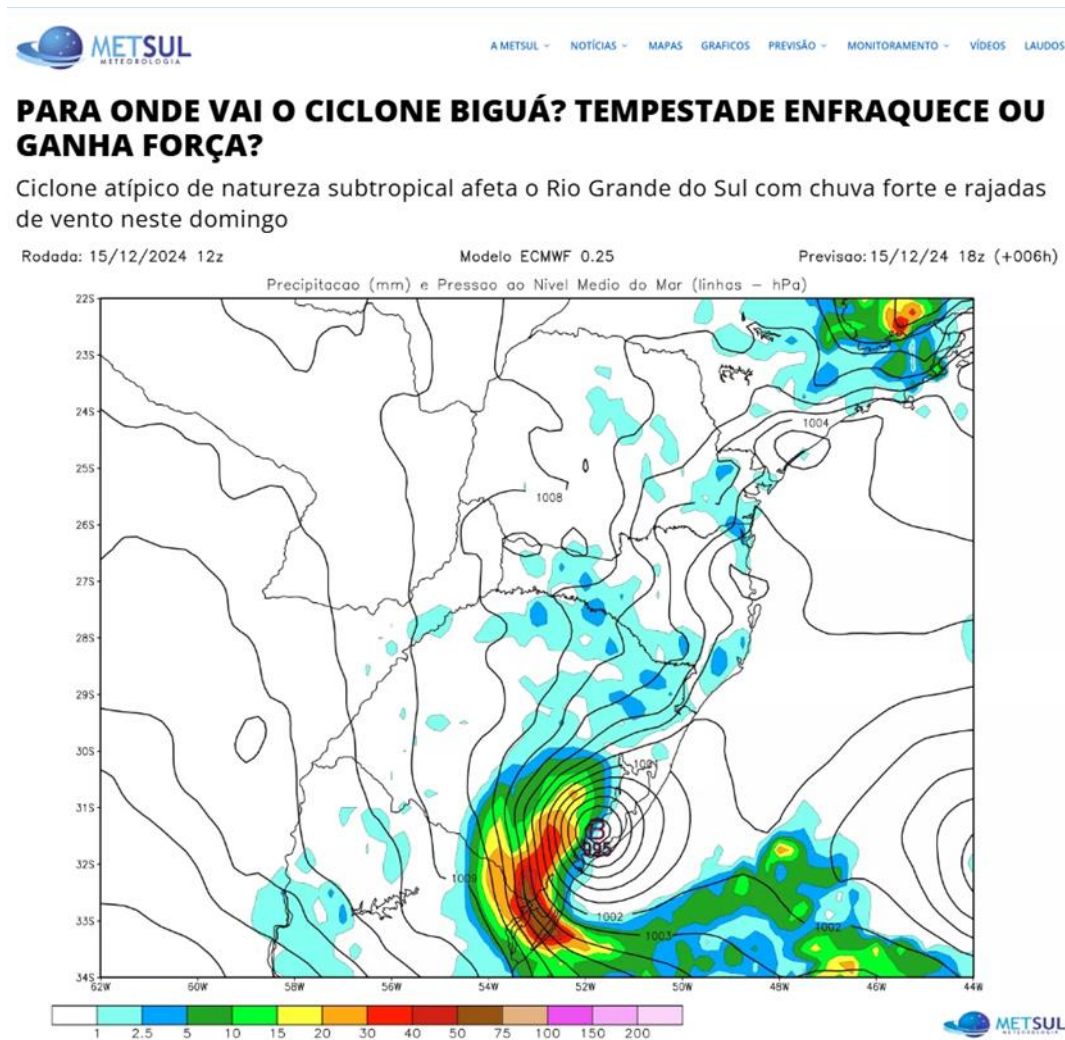 METSUL
METEOROLOGIA
A METSUL NOTÍCIAS MAPAS GRAFICOS PREVISÃO MONITORAMENTO VÍDEOS LAUDOS
PARA ONDE VAI O CICLONE BIGUÁ? TEMPESTADE ENFRAQUECE OU
GANHA FORÇA?
Ciclone atípico de natureza subtropical afeta o Rio Grande do Sul com chuva forte e rajadas
de vento neste domingo
Rodada: 15/12/2024 12z Modelo ECMWF 0.25 Previsao: 15/12/24 18z (+006h)
Precipitacao (mm) e Pressao ao Nivel Medio do Mar (linhas – hPa)
22S
23S
24S
1004
25S
1008
26S
27S
28S
29S
30S
1001
31S
B
995
32S
1009
33S
1002
1002
1003
34S
62W 60W 58W 56W 54W 52W 50W 48W 46W 44W
1 2.5 5 10 15 20 30 40 50 75 100 150 200
METSUL
METEOROLOGIA